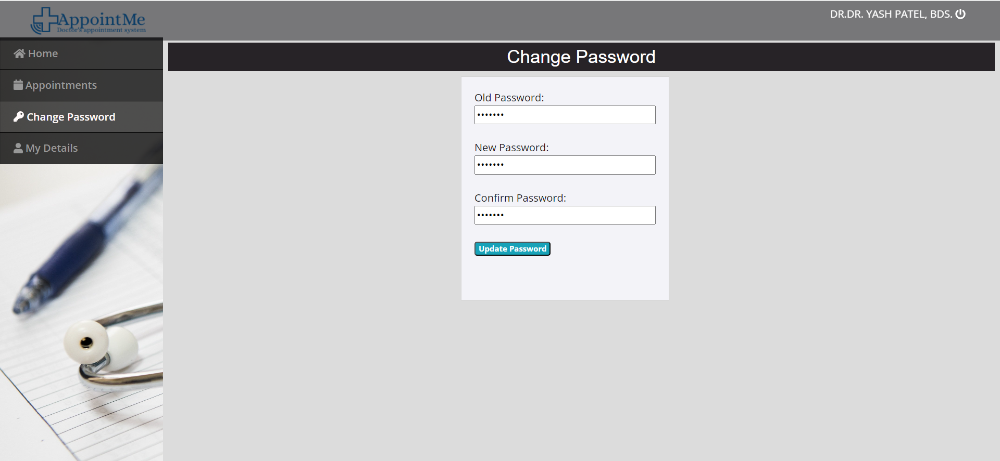 AppointMe
Doctor's appointment system
DR.DR. YASH PATEL, BDS.
Home
Appointments
Change Password
My Details
Change Password
Old Password:
•••••••
New Password:
•••••••
Confirm Password:
•••••••
Update Password